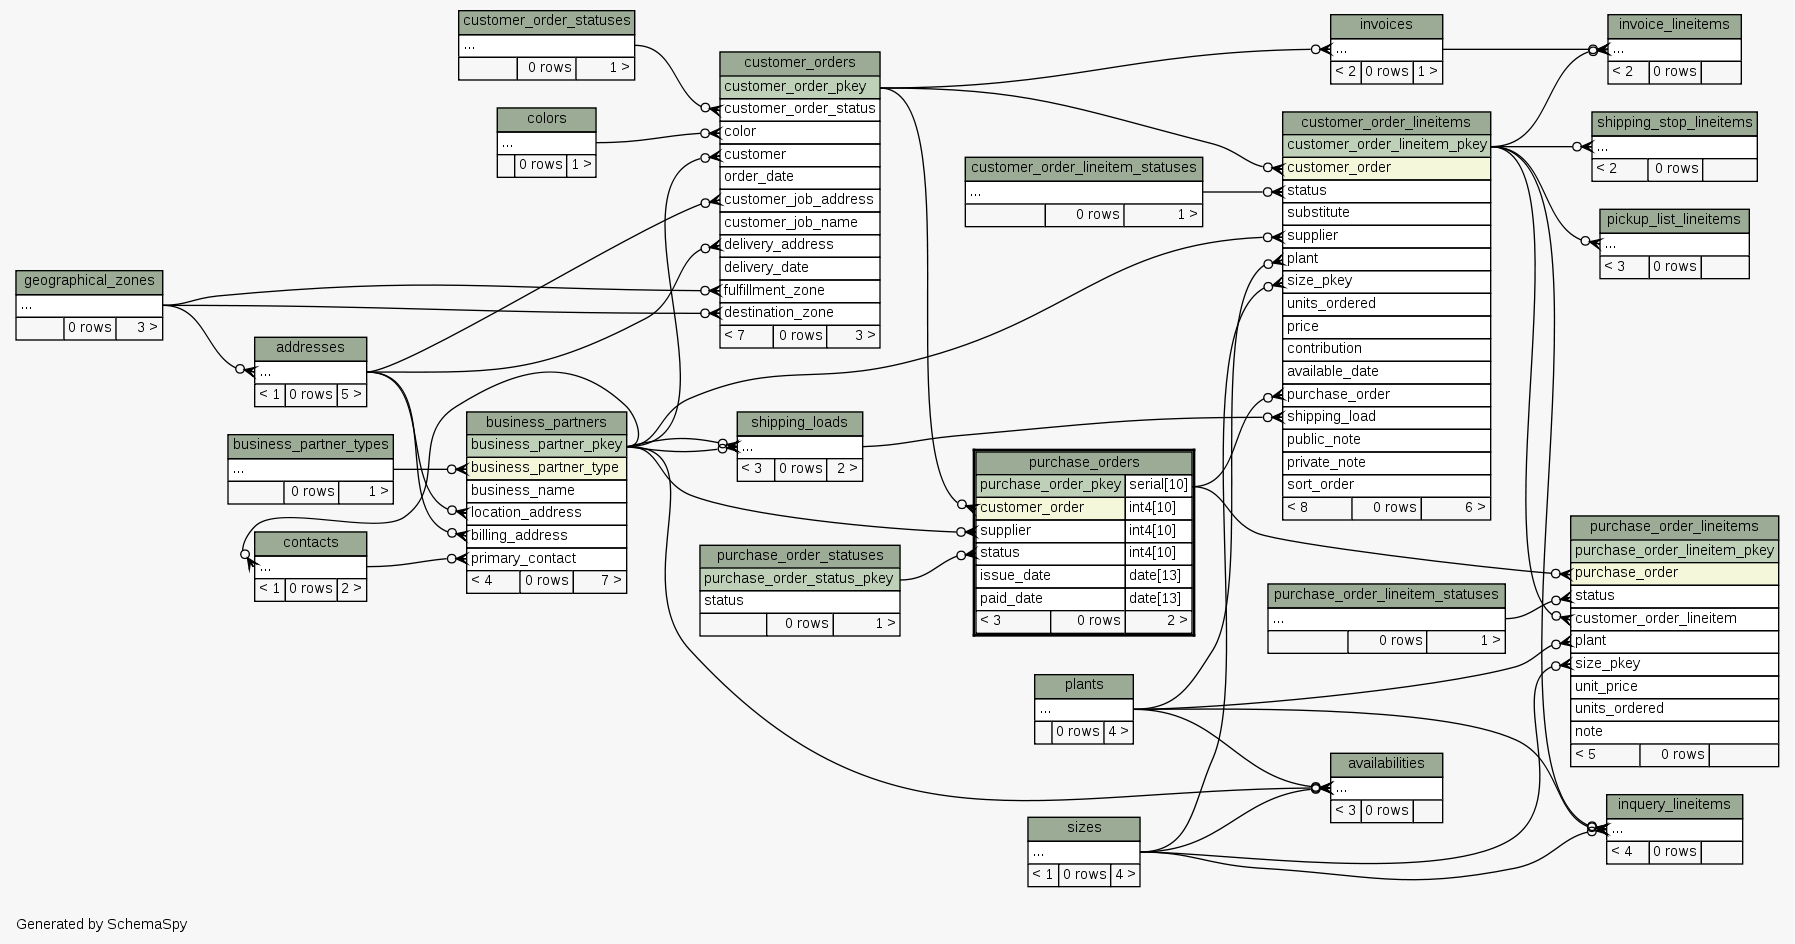 customer_order_statuses
...
0 rows 1 >
colors
...
0 rows 1 >
customer_orders
customer_order_pkey
customer_order_status
color
customer
order_date
customer_job_address
customer_job_name
delivery_address
delivery_date
fulfillment_zone
destination_zone
< 7 0 rows 3 >
invoices
...
< 2 0 rows 1 >
invoice_lineitems
...
< 2 0 rows
customer_order_lineitem_statuses
...
0 rows 1 >
customer_order_lineitems
customer_order_lineitem_pkey
customer_order
status
substitute
supplier
plant
size_pkey
units_ordered
price
contribution
available_date
purchase_order
shipping_load
public_note
private_note
sort_order
< 8 0 rows 6 >
shipping_stop_lineitems
...
< 2 0 rows
pickup_list_lineitems
...
< 3 0 rows
geographical_zones
...
0 rows 3 >
addresses
...
< 1 0 rows 5 >
business_partner_types
...
0 rows 1 >
contacts
...
< 1 0 rows 2 >
business_partners
business_partner_pkey
business_partner_type
business_name
location_address
billing_address
primary_contact
< 4 0 rows 7 >
shipping_loads
...
< 3 0 rows 2 >
purchase_order_statuses
purchase_order_status_pkey
status
0 rows 1 >
purchase_orders
purchase_order_pkey serial[10]
customer_order int4[10]
supplier int4[10]
status int4[10]
issue_date date[13]
paid_date date[13]
< 3 0 rows 2 >
purchase_order_lineitem_statuses
...
0 rows 1 >
purchase_order_lineitems
purchase_order_lineitem_pkey
purchase_order
status
customer_order_lineitem
plant
size_pkey
unit_price
units_ordered
note
< 5 0 rows
plants
...
0 rows 4 >
availabilities
...
< 3 0 rows
sizes
...
< 1 0 rows 4 >
inquery_lineitems
...
< 4 0 rows
Generated by SchemaSpy